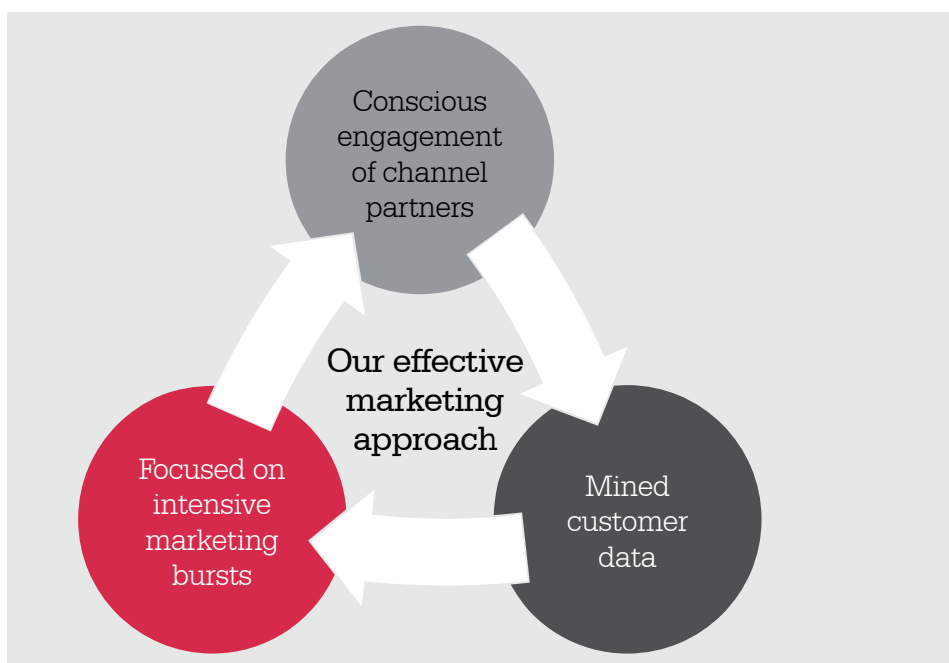 Conscious
engagement
of channel
partners
Our effective
marketing
approach
Focused on
intensive
marketing
bursts
Mined
customer
data